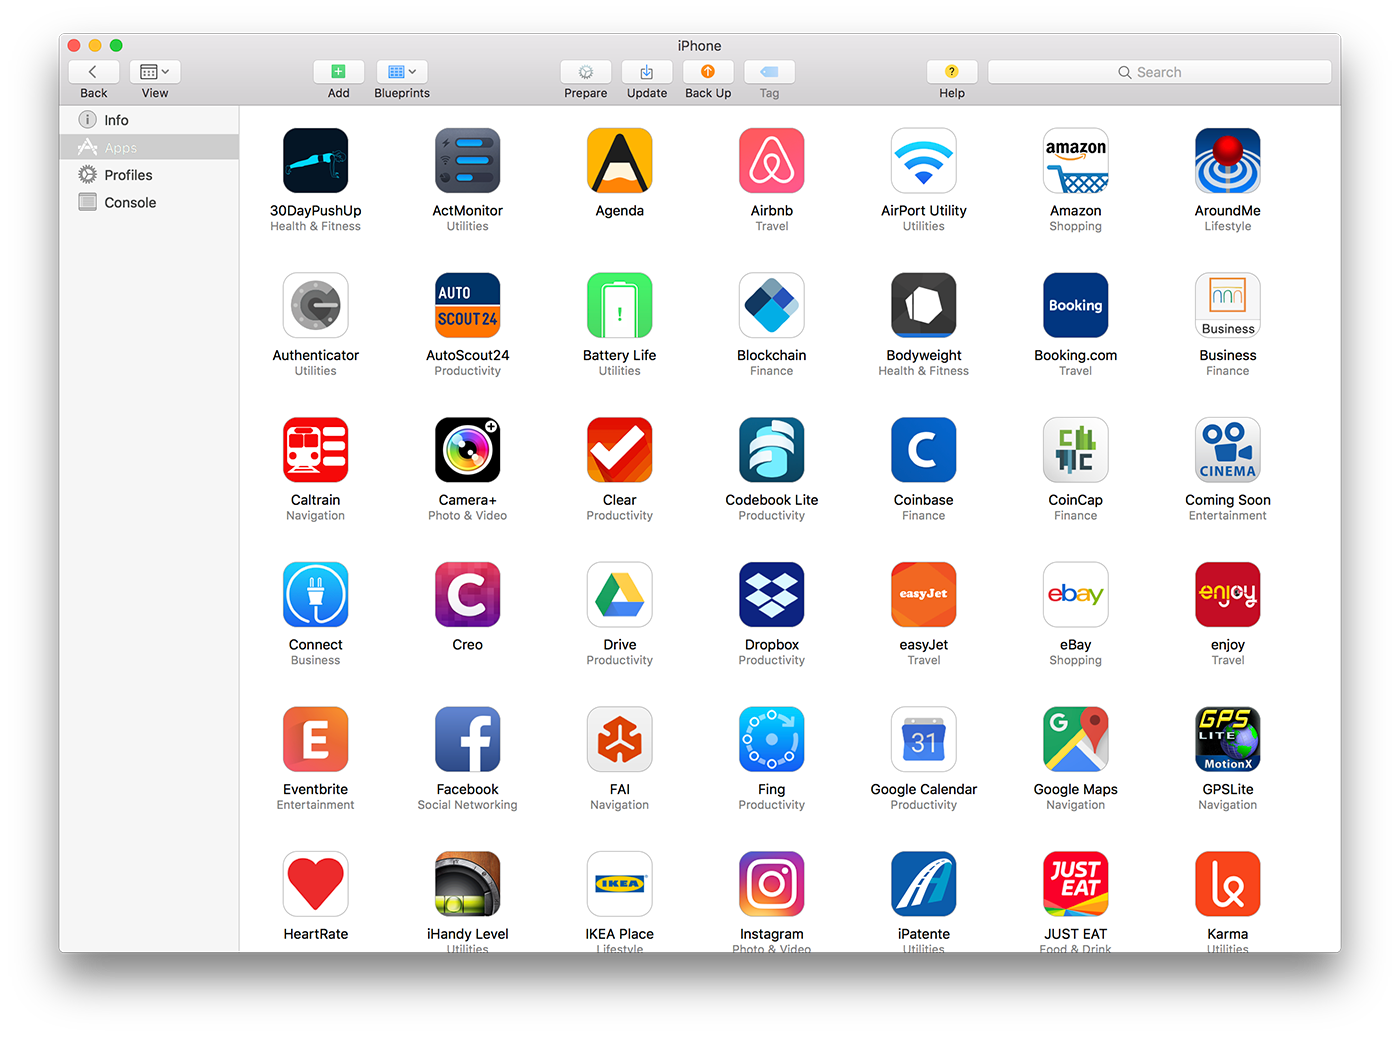 iPhone
Back
View
Add
Blueprints
Prepare
Update
Back Up
Tag
?
Help
Search
i
Info
Apps
Profiles
Console
30DayPushUp
Health & Fitness
ActMonitor
Utilities
Agenda
Airbnb
Travel
AirPort Utility
Utilities
amazon
Amazon
Shopping
AroundMe
Lifestyle
Authenticator
Utilities
AUTO
SCOUT24
AutoScout24
Productivity
!
Battery Life
Utilities
Blockchain
Finance
Bodyweight
Health & Fitness
Booking
Booking.com
Travel
Business
Business
Finance
Caltrain
Navigation
Camera+
Photo & Video
Clear
Productivity
Codebook Lite
Productivity
C
Coinbase
Finance
CoinCap
Finance
CINEMA
Coming Soon
Entertainment
Connect
Business
C
Creo
Drive
Productivity
Dropbox
Productivity
easyJet
easyJet
Travel
ebay
eBay
Shopping
enjoy
enjoy
Travel
E
Eventbrite
Entertainment
f
Facebook
Social Networking
FAI
Navigation
Fing
Productivity
31
Google Calendar
Productivity
G
Google Maps
Navigation
GPS
LITE
MotionX
GPSLite
Navigation
HeartRate
iHandy Level
Utilities
IKEA
IKEA Place
Lifestyle
Instagram
Photo & Video
iPatente
Utilities
JUST
EAT
JUST EAT
Food & Drink
Karma
Utilities